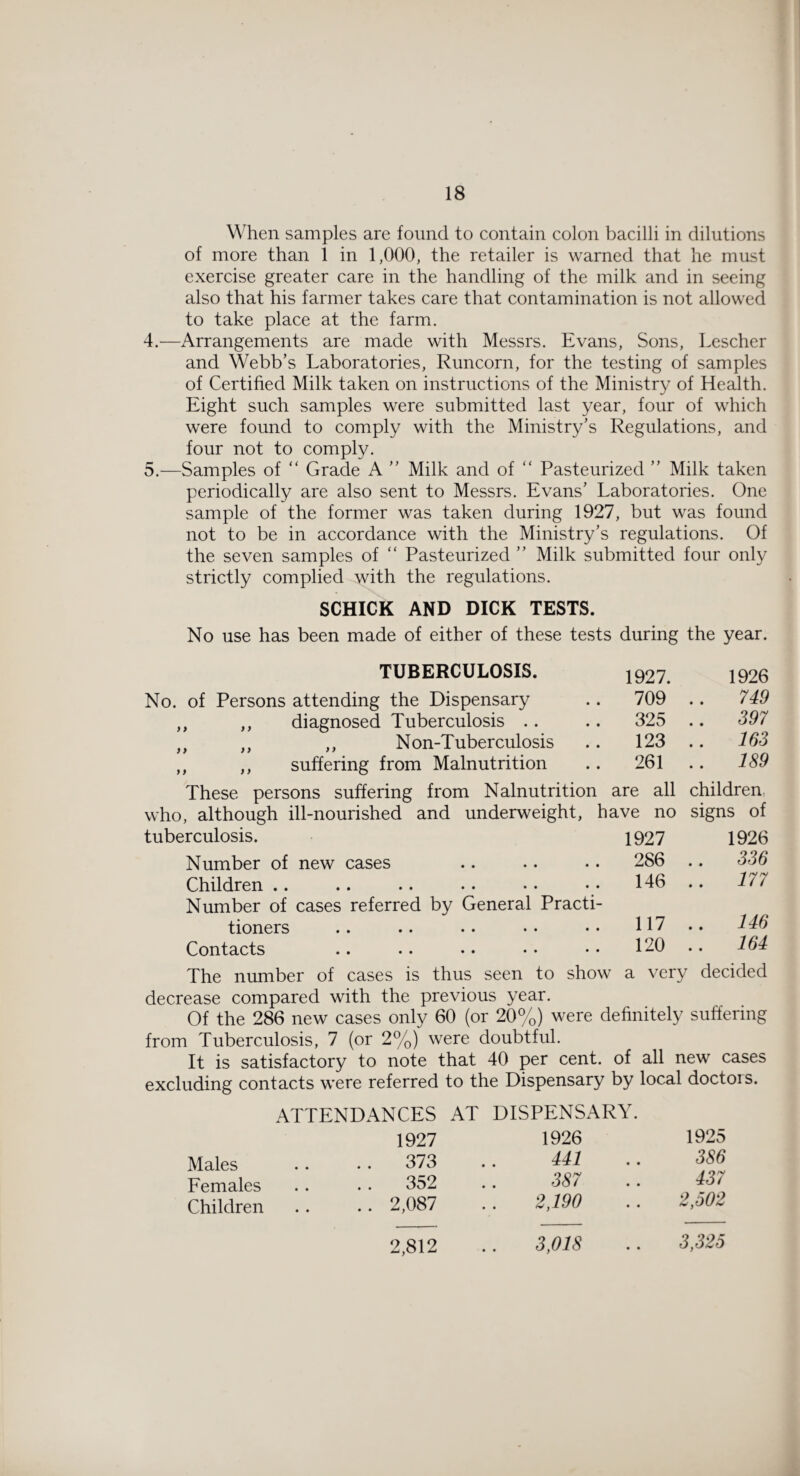 18
When samples are found to contain colon bacilli in dilutions
of more than 1 in 1,000, the retailer is warned that he must
exercise greater care in the handling of the milk and in seeing
also that his farmer takes care that contamination is not allowed
to take place at the farm.
4.—Arrangements are made with Messrs. Evans, Sons, Lescher
and Webb's Laboratories, Runcorn, for the testing of samples
of Certified Milk taken on instructions of the Ministry of Health.
Eight such samples were submitted last year, four of which
were found to comply with the Ministry's Regulations, and
four not to comply.
5.—Samples of " Grade A " Milk and of " Pasteurized " Milk taken
periodically are also sent to Messrs. Evans' Laboratories. One
sample of the former was taken during 1927, but was found
not to be in accordance with the Ministry's regulations. Of
the seven samples of " Pasteurized " Milk submitted four only
strictly complied with the regulations.
SCHICK AND DICK TESTS.
No use has been made of either of these tests during the year.
TUBERCULOSIS. 1927. 1926
No. of Persons attending the Dispensary .. 709 .. 749
,, ,, diagnosed Tuberculosis .. .. 325 .. 397
,, ,, ,, Non-Tuberculosis .. 123 .. 163
,, ,, suffering from Malnutrition .. 261 .. 189
These persons suffering from Nalnutrition are all children
who, although ill-nourished and underweight, have no signs of
tuberculosis. 1927 1926
Number of new cases .. .. .. 286 .. 336
Children .. .. .. .. .. .. 146 .. 177
Number of cases referred by General Practi-
tioners .. .. .. .. .. 117 .. 146
Contacts .. .. .. .. .. 120 .. 164
The number of cases is thus seen to show a very decided
decrease compared with the previous year.
Of the 286 new cases only 60 (or 20%) were definitely suffering
from Tuberculosis, 7 (or 2%) were doubtful.
It is satisfactory to note that 40 per cent. of all new cases
excluding contacts were referred to the Dispensary by local doctors.
ATTENDANCES AT DISPENSARY.
1927 1926 1925
Males .. .. 373 .. 441 .. 386
Females .. .. 352 .. 387 .. 437
Children .. .. 2,087 .. 2,190 .. 2,502
2,812 .. 3,018 .. 3,325